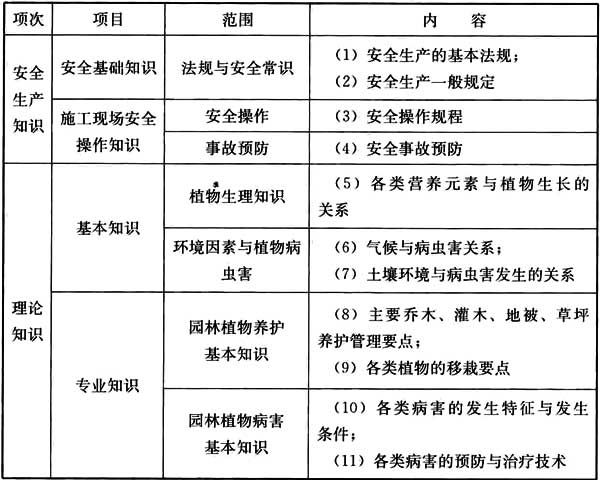 项次 项目 范围 内 容
安全生产知识 安全基础知识 法规与安全常识 (1) 安全生产的基本法规；
(2) 安全生产一般规定
施工现场安全操作知识 安全操作 (3) 安全操作规程
事故预防 (4) 安全事故预防
理论知识 基本知识 植物生理知识 (5) 各类营养元素与植物生长的
关系
环境因素与植物病虫害 (6) 气候与病虫害关系；
(7) 土壤环境与病虫害发生的关系
专业知识 园林植物养护基本知识 (8) 主要乔木、灌木、地被、草坪
养护管理要点；
(9) 各类植物的移栽要点
园林植物病害基本知识 (10) 各类病害的发生特征与发生
条件；
(11) 各类病害的预防与治疗技术